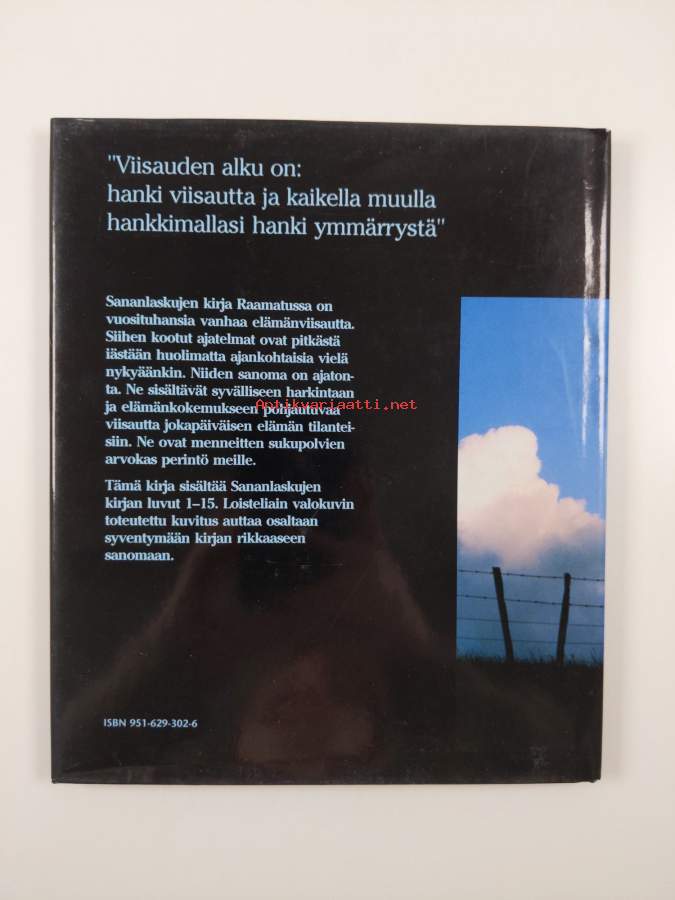 "Viisauden alku on:
hanki viisautta ja kaikella muulla
hankkimallasi hanki ymmärrystä"
Sananlaskujen kirja Raamatussa on
vuosituhansia vanhaa elämänviisautta.
Siihen kootut ajatelmat ovat pitkästä
iästään huolimatta ajankohtaisia vielä
nykyäänkin. Niiden sanoma on ajaton-
ta. Ne sisältävät syvälliseen harkintaan
ja elämänkokemukseen pohjautuvaa
Antikvariaatti.net
viisautta jokapäiväisen elämän tilantei-
siin. Ne ovat menneitten sukupolvien
arvokas perintö meille.
Tämä kirja sisältää Sananlaskujen
kirjan luvut 1–15. Loisteliain valokuvin
toteutettu kuvitus auttaa osaltaan
syventymään kirjan rikkaaseen
sanomaan.
ISBN 951-629-302-6